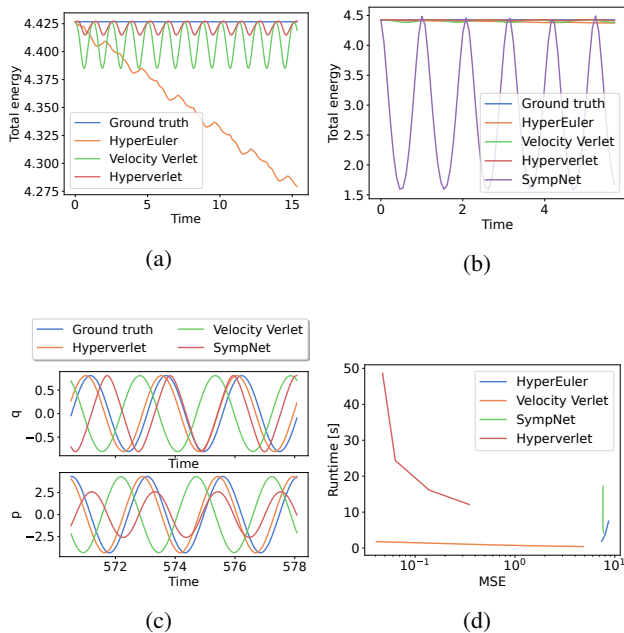 4.425
4.400
4.375
4.350
4.325
4.300
4.275
Total energy
Ground truth
HyperEuler
Velocity Verlet
Hyperverlet
0
5
10
15
Time
(a)
4.5
4.0
3.5
3.0
2.5
2.0
1.5
Total energy
Ground truth
HyperEuler
Velocity Verlet
Hyperverlet
SympNet
0
2
4
Time
(b)
Ground truth
Velocity Verlet
Hyperverlet
SympNet
0.5
0.0
−0.5
q
Time
2.5
0.0
−2.5
p
572
574
576
578
Time
(c)
50
40
30
20
10
0
Runtime [s]
HyperEuler
Velocity Verlet
SympNet
Hyperverlet
10⁻¹
10⁰
10¹
MSE
(d)